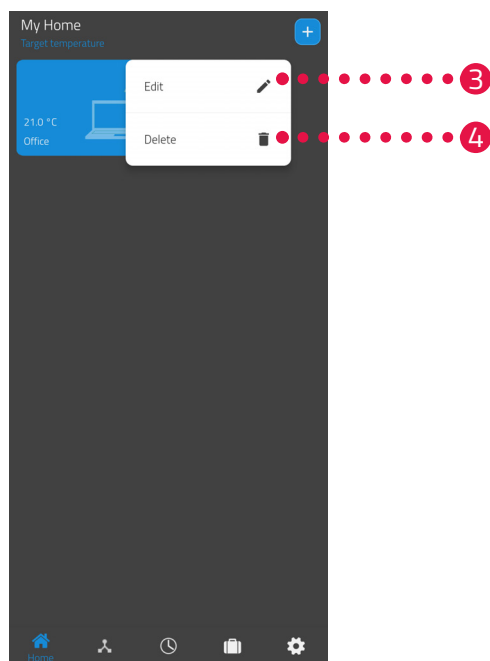 My Home
Target temperature
+
Edit
3
21.0 °C
Office
Delete
4
Home